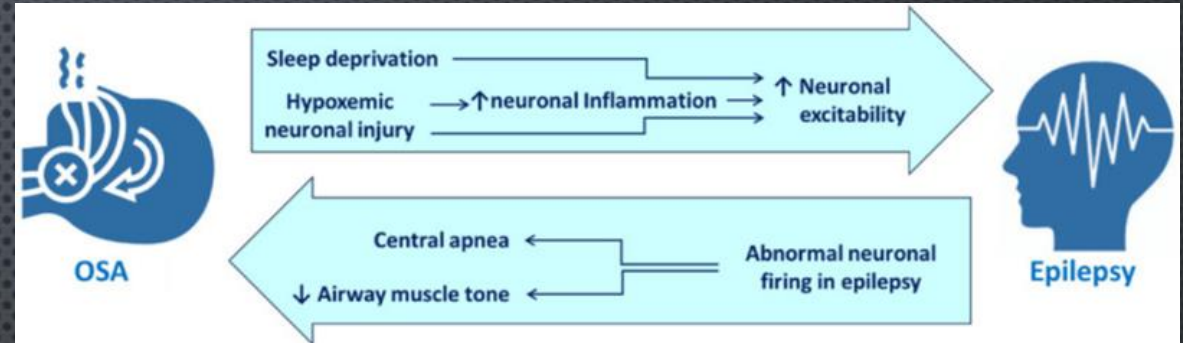 Sleep deprivation
Hypoxemic
neuronal injury
↑neuronal Inflammation
↑ Neuronal
excitability
OSA
Central apnea
↓ Airway muscle tone
Abnormal neuronal
firing in epilepsy
Epilepsy